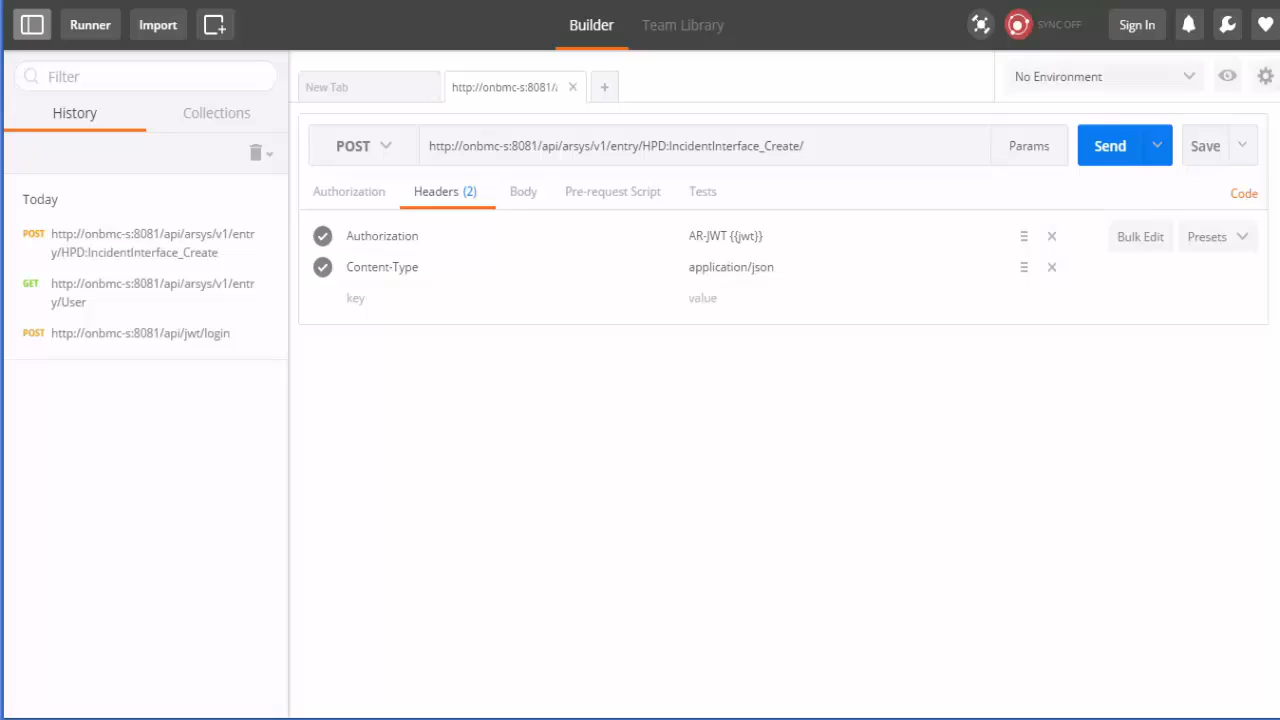 Runner
Import
Builder
Team Library
SYNC OFF
Sign In
Filter
History
Collections
Today
POST http://onbmc-s:8081/api/arsys/v1/entr
y/HPD:IncidentInterface_Create
GET http://onbmc-s:8081/api/arsys/v1/entr
y/User
POST http://onbmc-s:8081/api/jwt/login
New Tab
http://onbmc-s:8081/a
No Environment
POST
http://onbmc-s:8081/api/arsys/v1/entry/HPD:IncidentInterface_Create/
Params
Send
Save
Authorization
Headers (2)
Body
Pre-request Script
Tests
Code
Authorization AR-JWT {{jwt}}
Bulk Edit
Presets
Content-Type application/json
key value